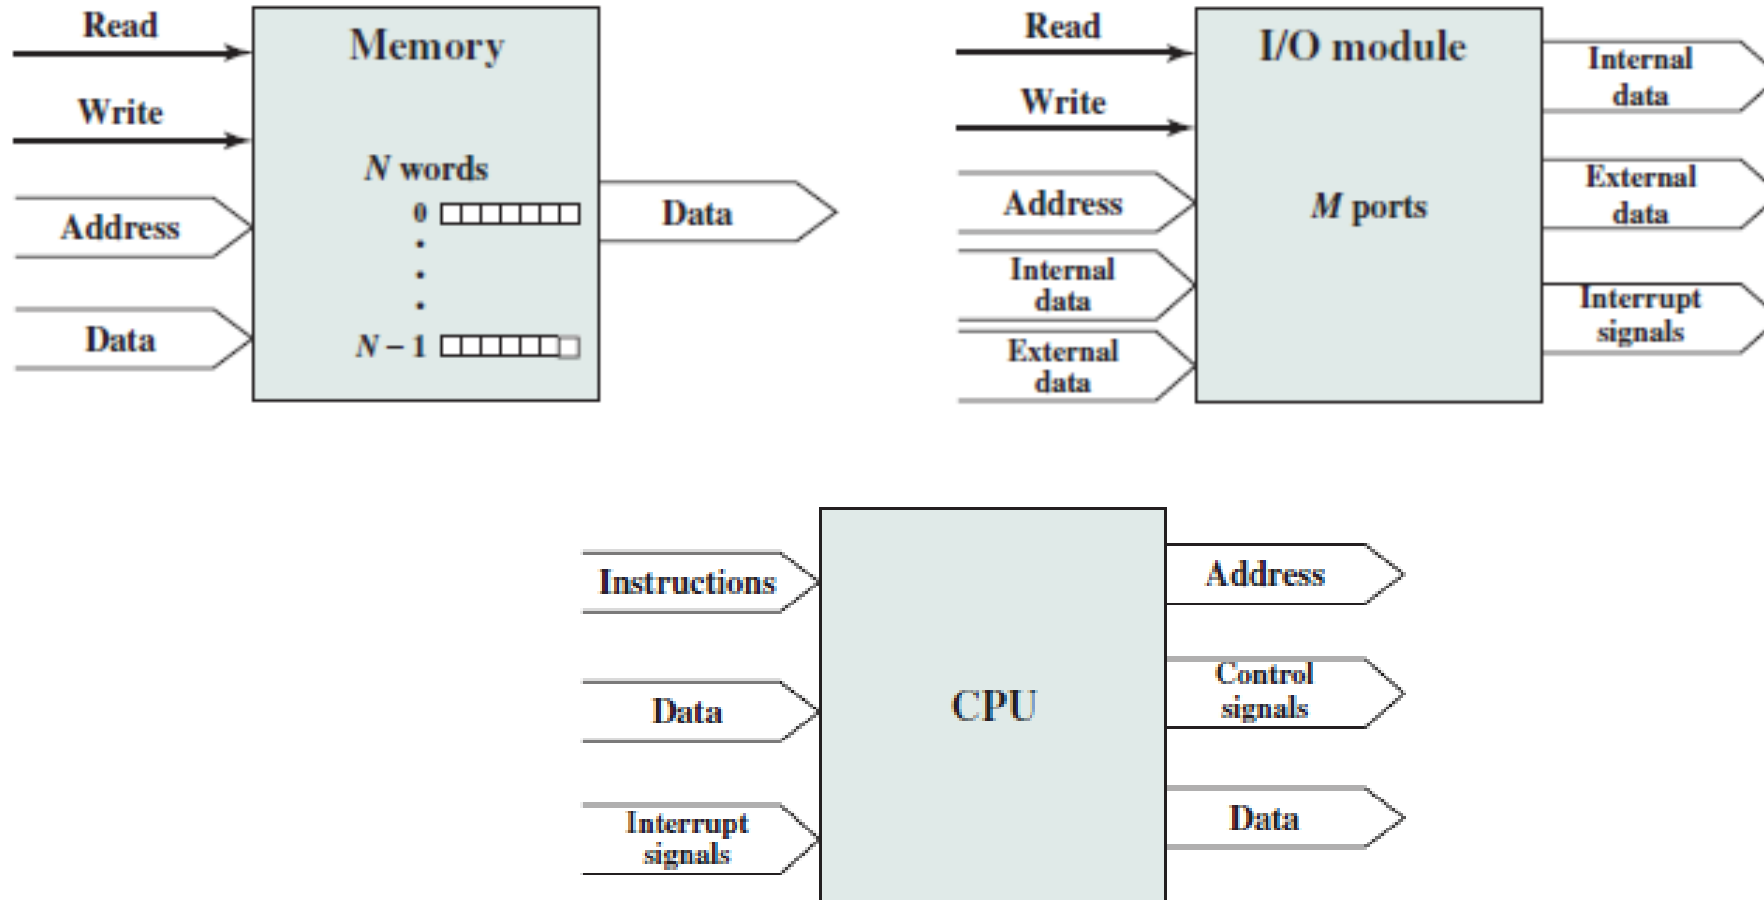 Read
Memory
Write
N words
0
Address
Data
N – 1
Data
Read
I/O module
Internal
data
Write
External
data
Address
M ports
Internal
data
Interrupt
signals
External
data
Instructions
Address
Control
signals
Data
CPU
Interrupt
signals
Data